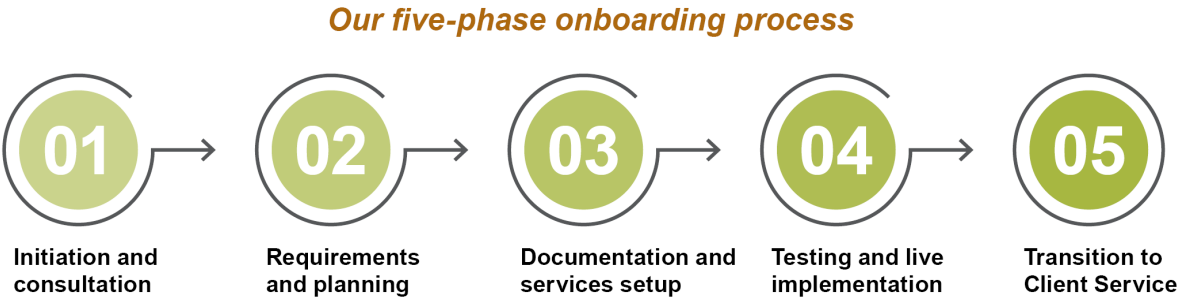 Our five-phase onboarding process
01
02
03
04
05
Initiation and
consultation
Requirements
and planning
Documentation and
services setup
Testing and live
implementation
Transition to
Client Service